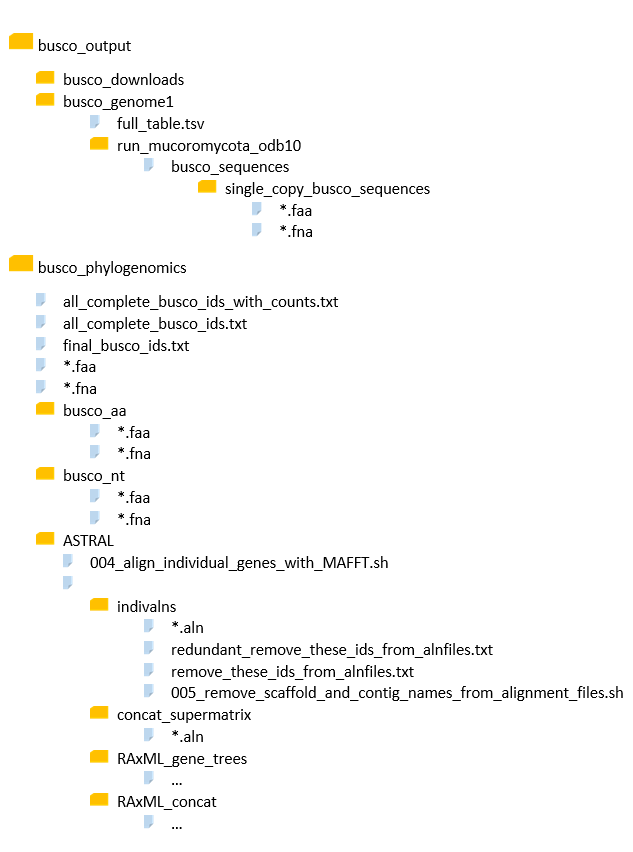 busco_output
busco_downloads
busco_genome1
full_table.tsv
run_mucoromycota_odb10
busco_sequences
single_copy_busco_sequences
*.faa
*.fna
busco_phylogenomics
all_complete_busco_ids_with_counts.txt
all_complete_busco_ids.txt
final_busco_ids.txt
*.faa
*.fna
busco_aa
*.faa
*.fna
busco_nt
*.faa
*.fna
ASTRAL
004_align_individual_genes_with_MAFFT.sh
indivalns
*.aln
redundant_remove_these_ids_from_alnfiles.txt
remove_these_ids_from_alnfiles.txt
005_remove_scaffold_and_contig_names_from_alignment_files.sh
concat_supermatrix
*.aln
RAxML_gene_trees
...
RAxML_concat
...